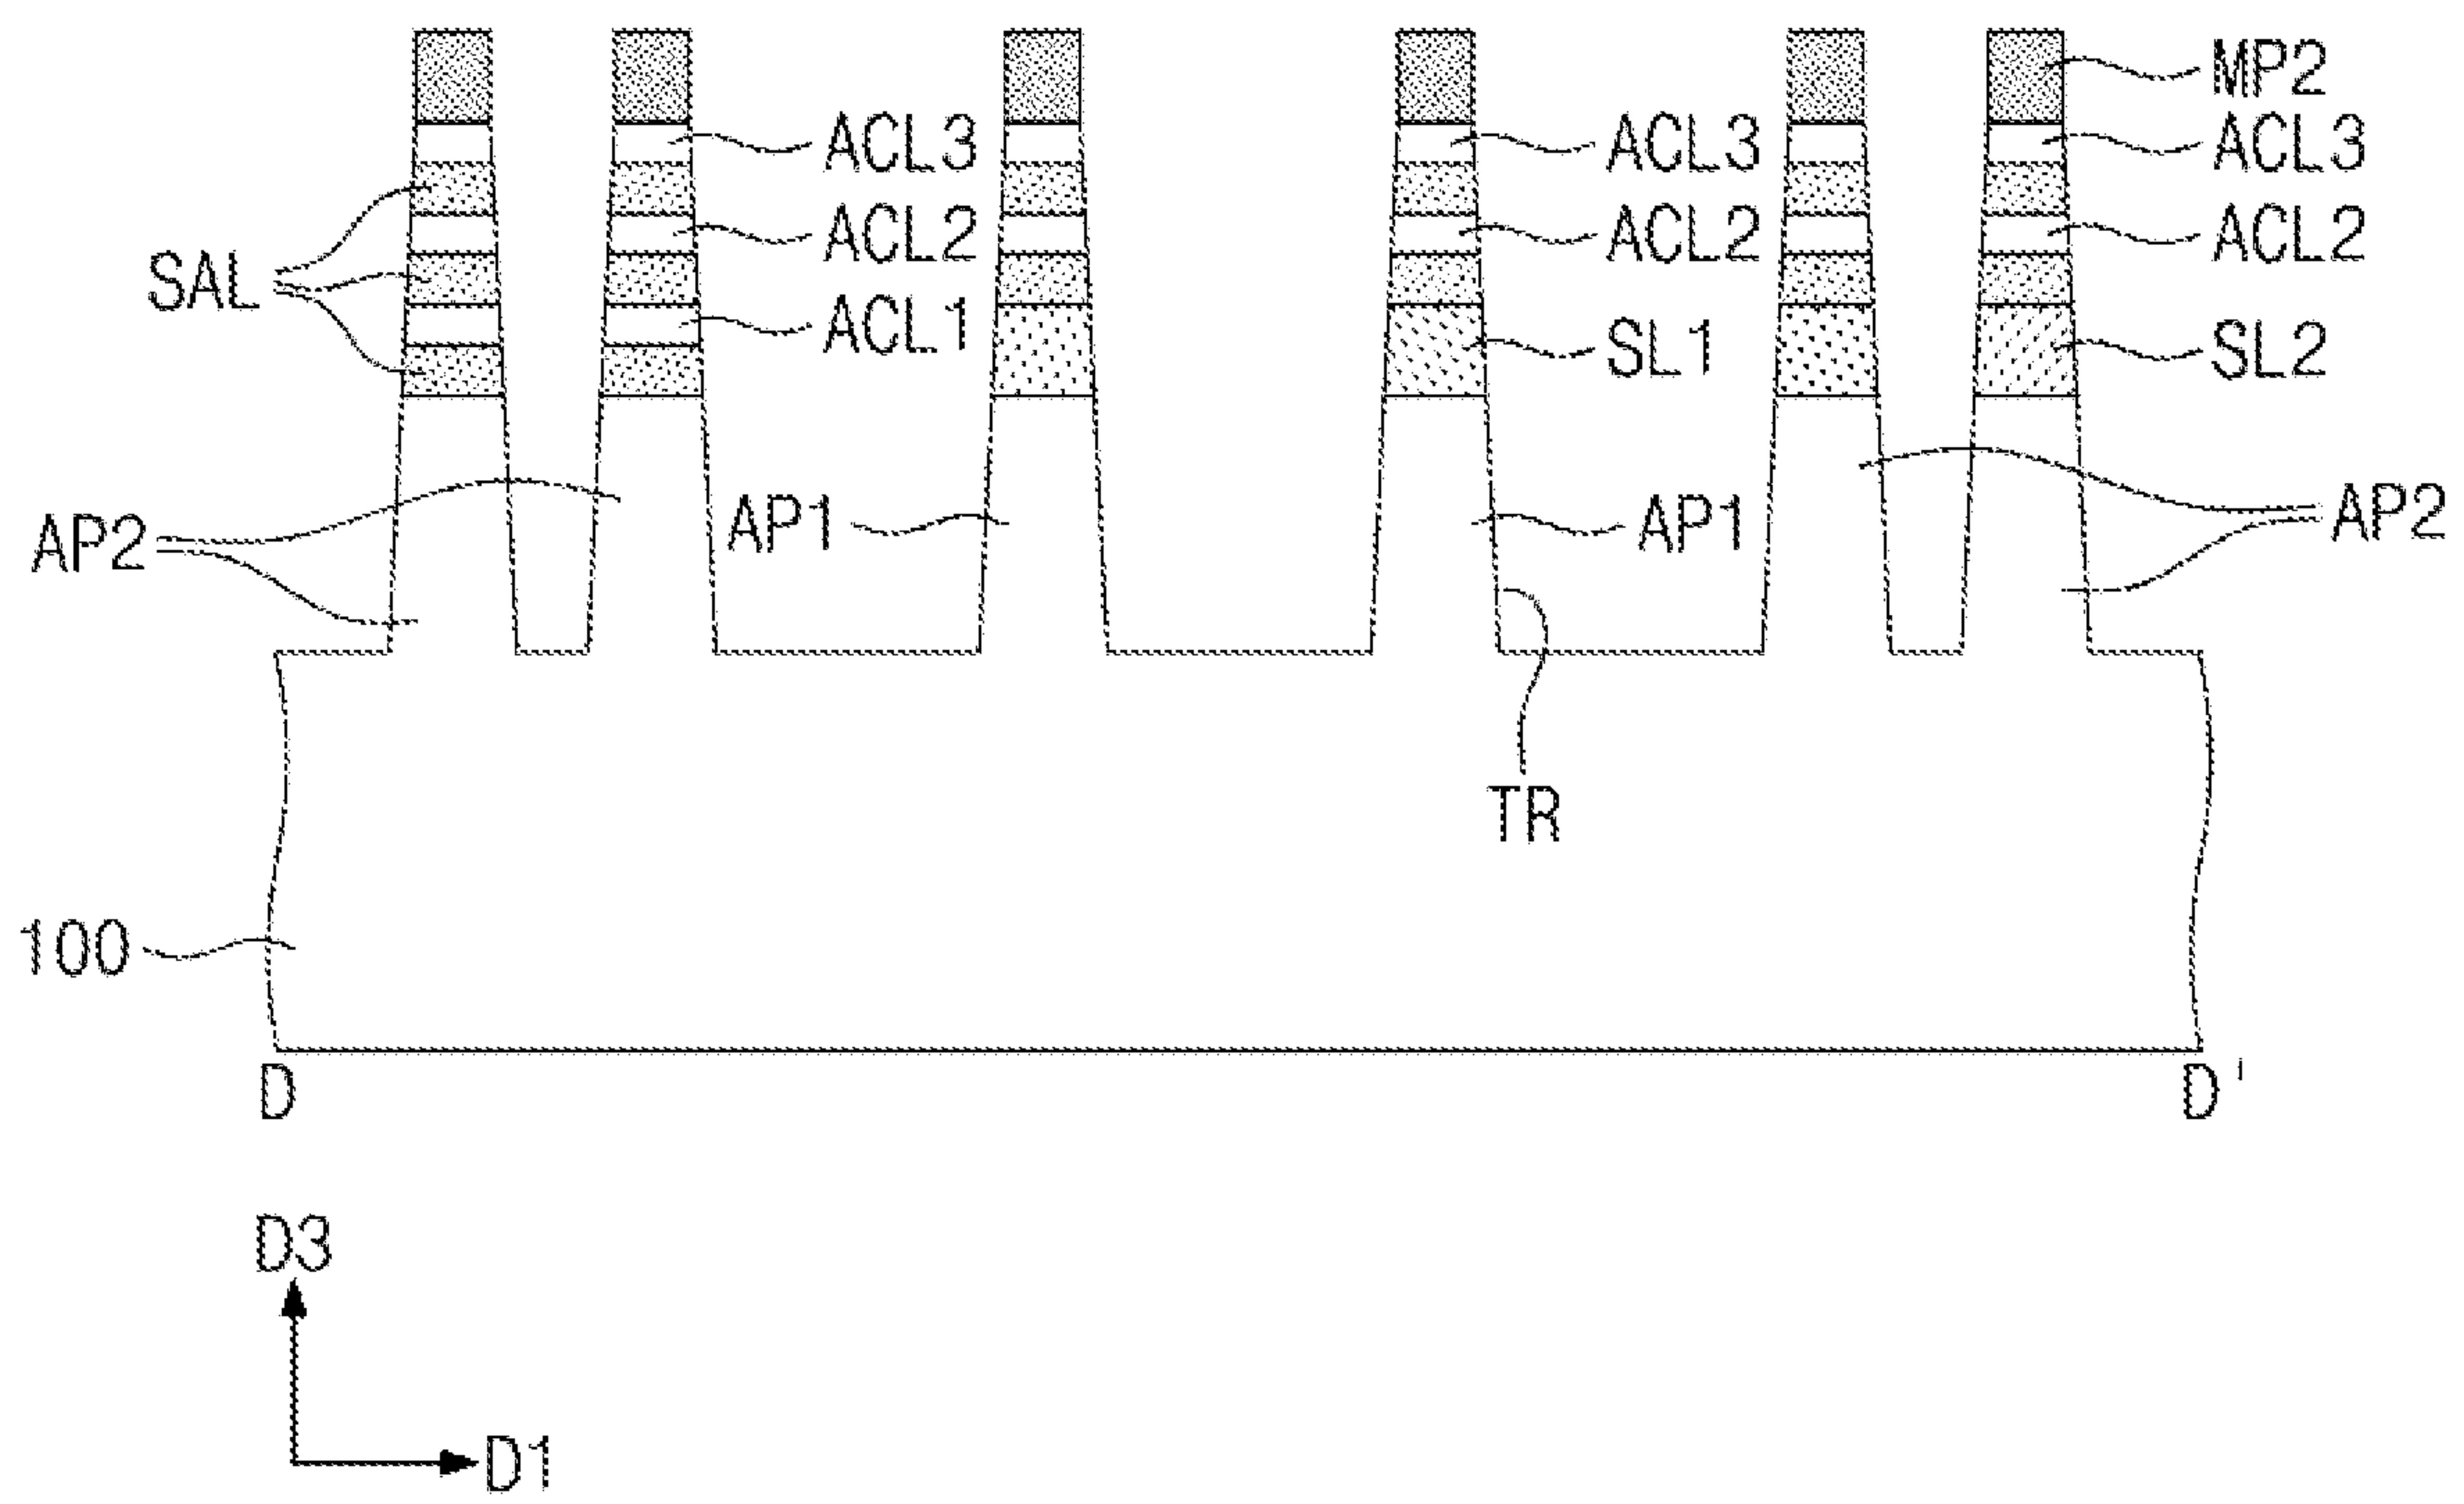 MP2
ACL3 ACL3 ACL3
ACL2 ACL2 ACL2
SAL
ACL1 SL1 SL2
AP2 AP1 AP1 AP2
TR
100
D D'
D3
D1